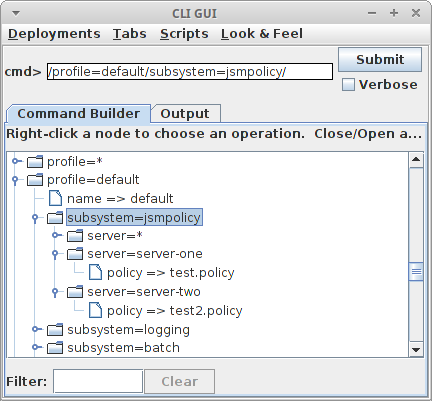 CLI GUI
Deployments Tabs Scripts Look & Feel
cmd> /profile=default/subsystem=jsmpolicy/ Submit
Verbose
Command Builder Output
Right-click a node to choose an operation. Close/Open a...
profile=*
profile=default
name => default
subsystem=jsmpolicy
server=*
server=server-one
policy => test.policy
server=server-two
policy => test2.policy
subsystem=logging
subsystem=batch
Filter: Clear